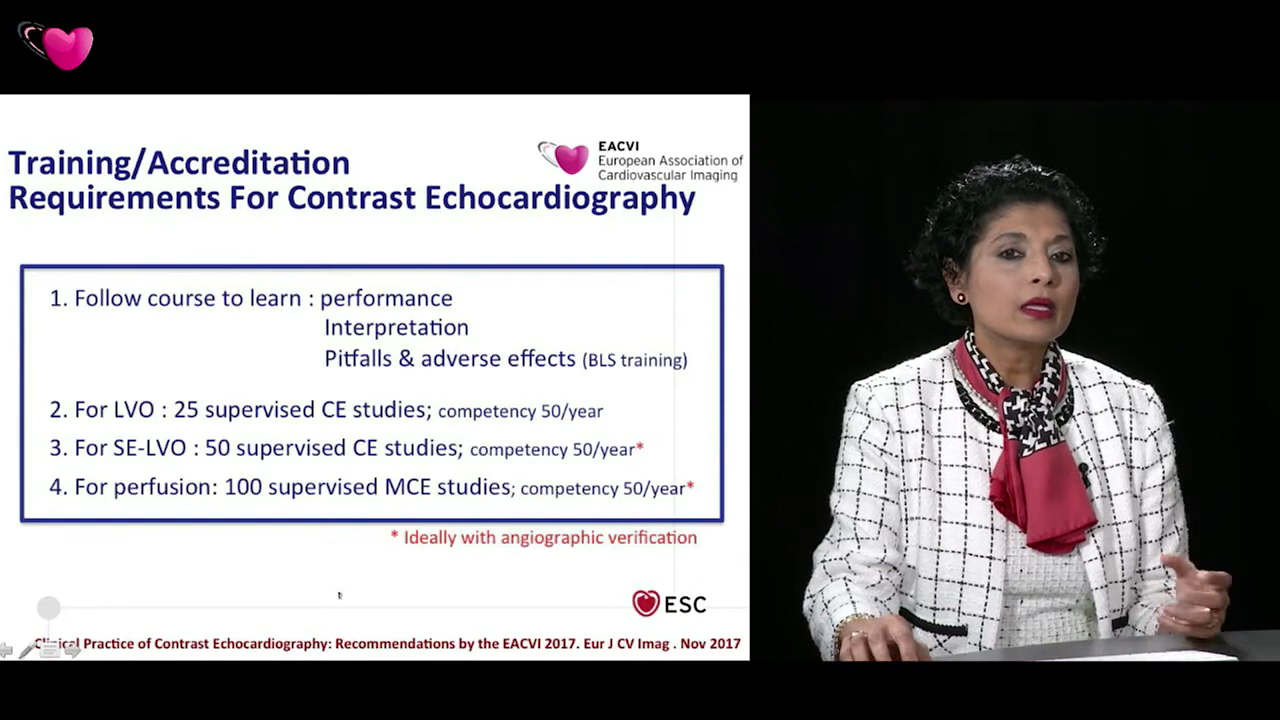 Training/Accreditation
Requirements For Contrast Echocardiography
EACVI
European Association of
Cardiovascular Imaging
1. Follow course to learn : performance
Interpretation
Pitfalls & adverse effects (BLS training)
2. For LVO : 25 supervised CE studies; competency 50/year
3. For SE-LVO : 50 supervised CE studies; competency 50/year*
4. For perfusion: 100 supervised MCE studies; competency 50/year*
* Ideally with angiographic verification
ESC
Clinical Practice of Contrast Echocardiography: Recommendations by the EACVI 2017. Eur J CV Imag . Nov 2017